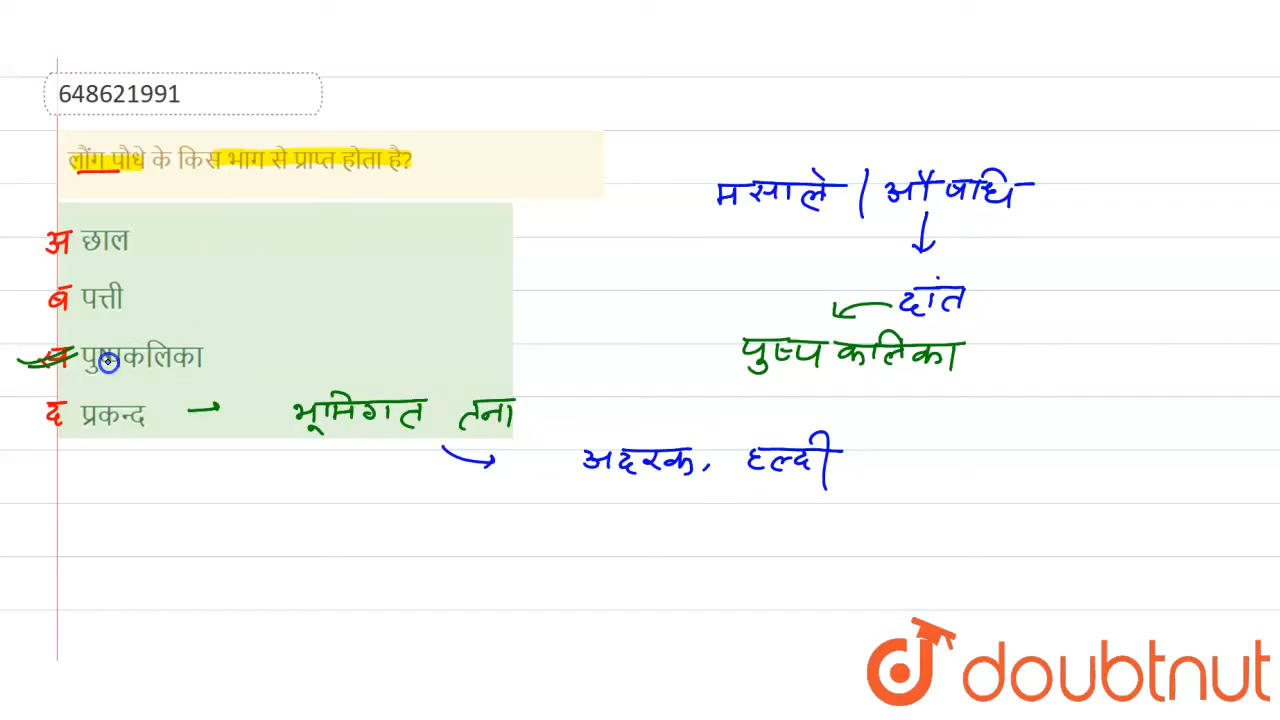 648621991
लौंग पौधे के किस भाग से प्राप्त होता है?
मसाले / औषधि
अ छाल
ब पत्ती
दांत
स पुष्पकलिका
पुष्प कलिका
द प्रकन्द → भूमिगत तना
अदरक, हल्दी
doubtnut